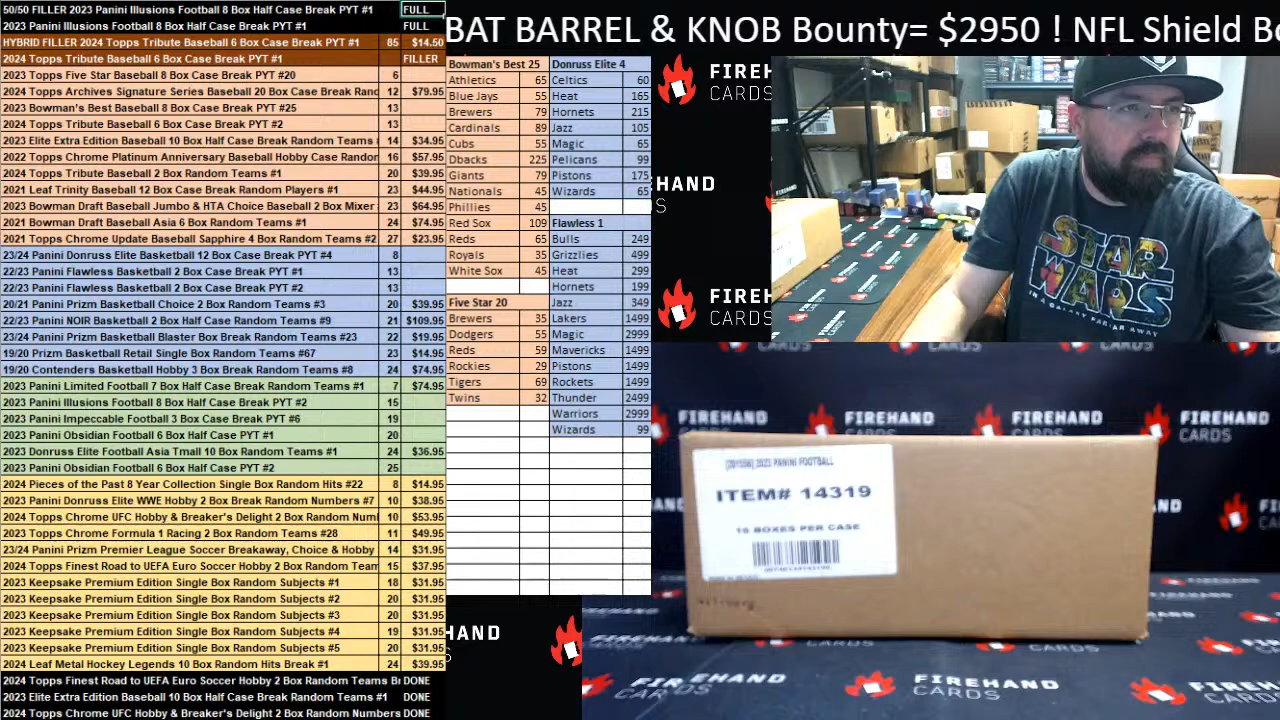 50/50 FILLER 2023 Panini Illusions Football 8 Box Half Case Break PYT #1 FULL
2023 Panini Illusions Football 8 Box Half Case Break PYT #1 FULL
HYBRID FILLER 2024 Topps Tribute Baseball 6 Box Case Break PYT #1 85 $14.50
2024 Topps Tribute Baseball 6 Box Case Break PYT #1 FILLER
2023 Topps Five Star Baseball 8 Box Case Break PYT #20 6
2024 Topps Archives Signature Series Baseball 20 Box Case Break Ranc 12 $79.95
2023 Bowman's Best Baseball 8 Box Case Break PYT #25 13
2024 Topps Tribute Baseball 6 Box Case Break PYT #2 13
2023 Elite Extra Edition Baseball 10 Box Half Case Break Random Teams 14 $34.95
2022 Topps Chrome Platinum Anniversary Baseball Hobby Case Randor 16 $57.95
2024 Topps Tribute Baseball 2 Box Random Teams #1 20 $39.95
2021 Leaf Trinity Baseball 12 Box Case Break Random Players #1 23 $44.95
2023 Bowman Draft Baseball Jumbo & HTA Choice Baseball 2 Box Mixer 23 $64.95
2021 Bowman Draft Baseball Asia 6 Box Random Teams #1 24 $74.95
2021 Topps Chrome Update Baseball Sapphire 4 Box Random Teams #2 27 $23.95
23/24 Panini Donruss Elite Basketball 12 Box Case Break PYT #4 8
22/23 Panini Flawless Basketball 2 Box Case Break PYT #1 13
22/23 Panini Flawless Basketball 2 Box Case Break PYT #2 13
20/21 Panini Prizm Basketball Choice 2 Box Random Teams #3 20 $39.95
22/23 Panini NOIR Basketball 2 Box Half Case Random Teams #9 21 $109.95
23/24 Panini Prizm Basketball Blaster Box Break Random Teams #23 22 $19.95
19/20 Prizm Basketball Retail Single Box Random Teams #67 23 $14.95
19/20 Contenders Basketball Hobby 3 Box Break Random Teams #8 24 $74.95
2023 Panini Limited Football 7 Box Half Case Break Random Teams #1 7 $74.95
2023 Panini Illusions Football 8 Box Half Case Break PYT #2 15
2023 Panini Impeccable Football 3 Box Case Break PYT #6 19
2023 Panini Obsidian Football 6 Box Half Case PYT #1 20
2023 Donruss Elite Football Asia Tmall 10 Box Random Teams #1 24 $36.95
2023 Panini Obsidian Football 6 Box Half Case PYT #2 25
2024 Pieces of the Past 8 Year Collection Single Box Random Hits #22 8 $14.95
2023 Panini Donruss Elite WWE Hobby 2 Box Break Random Numbers #7 10 $38.95
2024 Topps Chrome UFC Hobby & Breaker's Delight 2 Box Random Numl 10 $53.95
2023 Topps Chrome Formula 1 Racing 2 Box Random Teams #28 11 $49.95
23/24 Panini Prizm Premier League Soccer Breakaway, Choice & Hobby 14 $31.95
2024 Topps Finest Road to UEFA Euro Soccer Hobby 2 Box Random Team 15 $37.95
2023 Keepsake Premium Edition Single Box Random Subjects #1 18 $31.95
2023 Keepsake Premium Edition Single Box Random Subjects #2 20 $31.95
2023 Keepsake Premium Edition Single Box Random Subjects #3 20 $31.95
2023 Keepsake Premium Edition Single Box Random Subjects #4 19 $31.95
2023 Keepsake Premium Edition Single Box Random Subjects #5 20 $31.95
2024 Leaf Metal Hockey Legends 10 Box Random Hits Break #1 24 $39.95
2024 Topps Finest Road to UEFA Euro Soccer Hobby 2 Box Random Teams Br DONE
2023 Elite Extra Edition Baseball 10 Box Half Case Break Random Teams #1 DONE
2024 Topps Chrome UFC Hobby & Breaker's Delight 2 Box Random Numbers DONE
BAT BARREL & KNOB Bounty= $2950 ! NFL Shield Bo
Bowman's Best 25
Athletics 65
Blue Jays 55
Brewers 79
Cardinals 89
Cubs 55
Dbacks 225
Giants 79
Nationals 45
Phillies 45
Red Sox 109
Reds 65
Royals 35
White Sox 45
Five Star 20
Brewers 35
Dodgers 55
Reds 59
Rockies 29
Tigers 69
Twins 32
Donruss Elite 4
Celtics 60
Heat 165
Hornets 215
Jazz 105
Magic 65
Pelicans 99
Pistons 175
Wizards 65
Flawless 1
Bulls 249
Grizzlies 499
Heat 299
Hornets 199
Jazz 349
Lakers 1499
Magic 2999
Mavericks 1499
Pistons 1499
Rockets 1499
Thunder 2499
Warriors 2999
Wizards 99
FIREH
CARDS
EHAND
FIREH
CARDS
HAND
STAR
WARS
IN A GALAXY FAR FAR AWAY
2023 PANINI FOOTBALL
ITEM# 14319
16 BOXES PER CASE
FIREHAND
CARDS
FIREHAND
CARDS
FIREHAND
CARDS
FIREHAND
CARDS
FIREHAND
CARDS